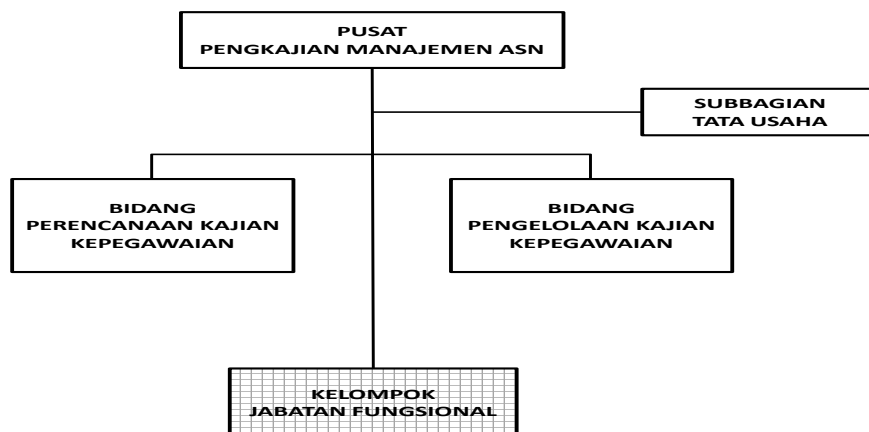 PUSAT
PENGKAJIAN MANAJEMEN ASN
SUBBAGIAN
TATA USAHA
BIDANG
PERENCANAAN KAJIAN
KEPEGAWAIAN
BIDANG
PENGELOLAAN KAJIAN
KEPEGAWAIAN
KELOMPOK
JABATAN FUNGSIONAL